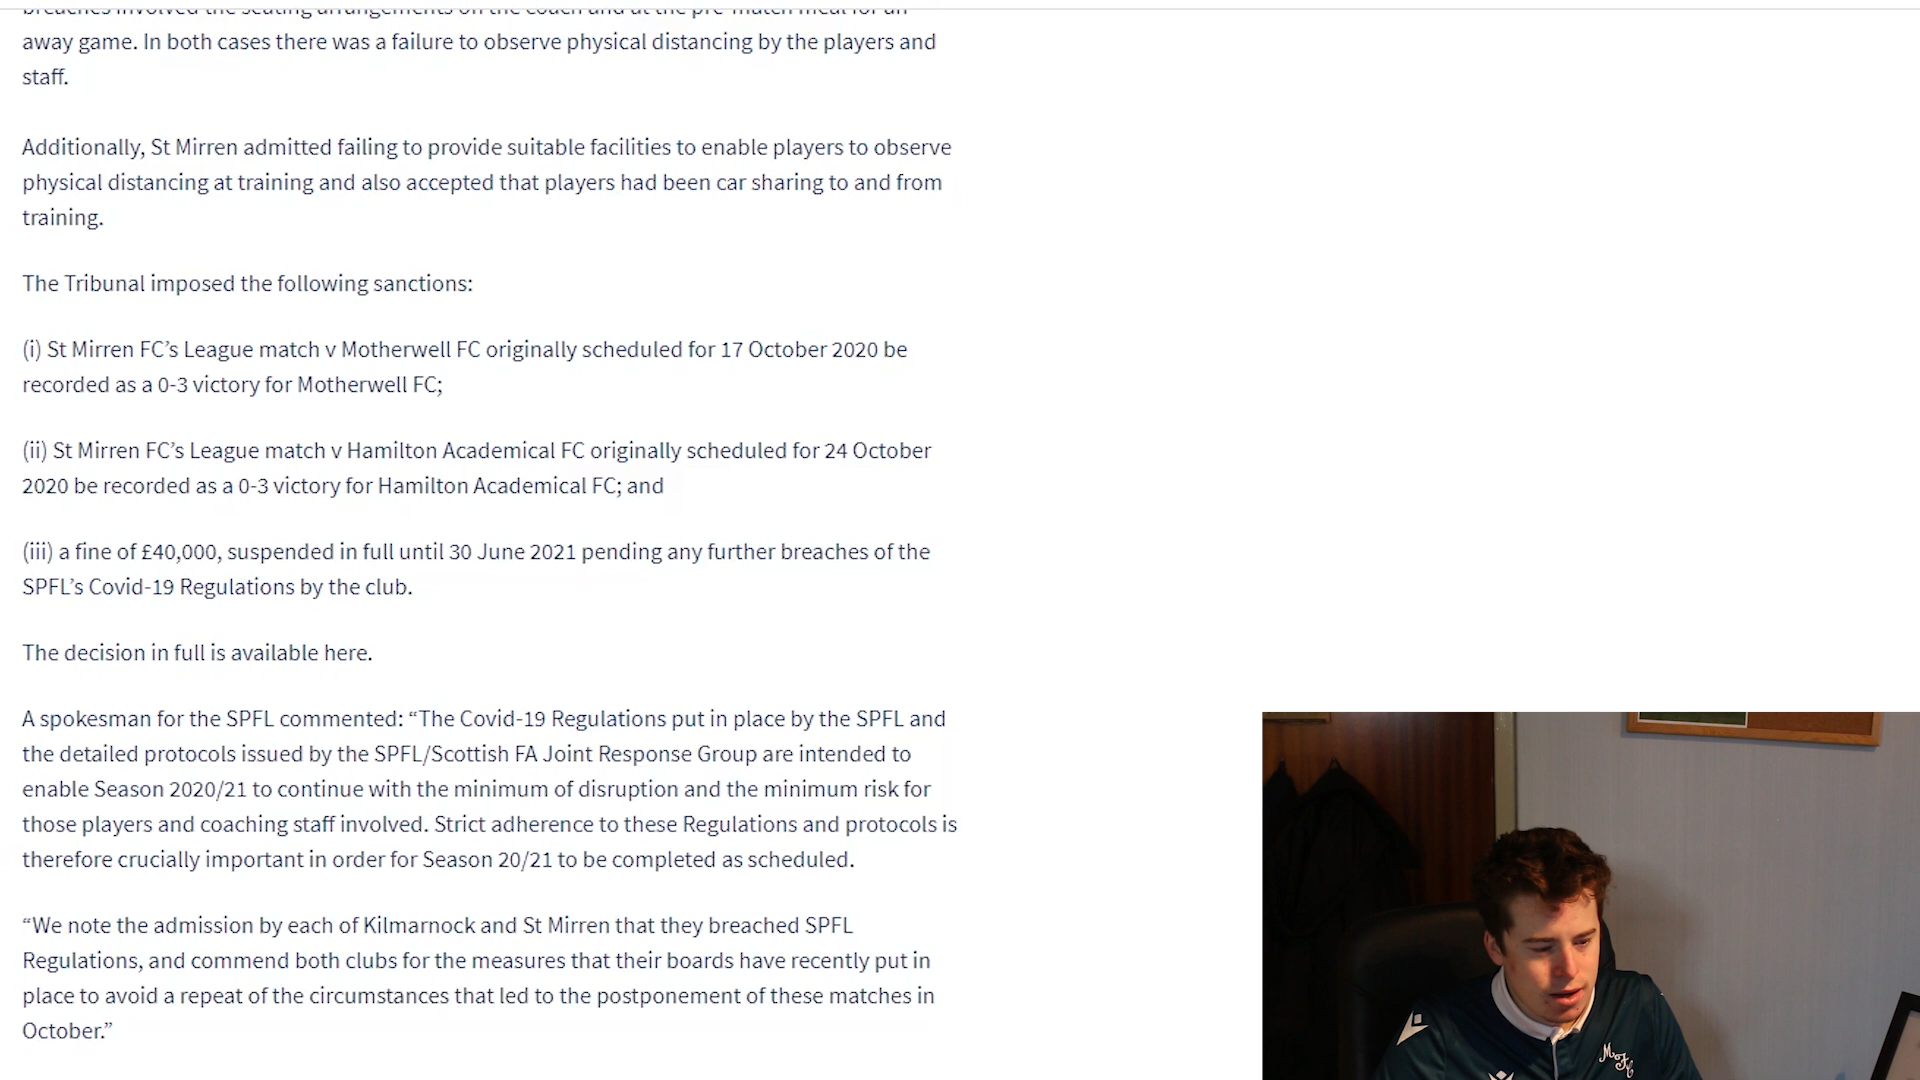 breaches involved the seating arrangements on the coach and at the pre-match meal for an
away game. In both cases there was a failure to observe physical distancing by the players and
staff.
Additionally, St Mirren admitted failing to provide suitable facilities to enable players to observe
physical distancing at training and also accepted that players had been car sharing to and from
training.
The Tribunal imposed the following sanctions:
(i) St Mirren FC’s League match v Motherwell FC originally scheduled for 17 October 2020 be
recorded as a 0-3 victory for Motherwell FC;
(ii) St Mirren FC’s League match v Hamilton Academical FC originally scheduled for 24 October
2020 be recorded as a 0-3 victory for Hamilton Academical FC; and
(iii) a fine of £40,000, suspended in full until 30 June 2021 pending any further breaches of the
SPFL’s Covid-19 Regulations by the club.
The decision in full is available here.
A spokesman for the SPFL commented: “The Covid-19 Regulations put in place by the SPFL and
the detailed protocols issued by the SPFL/Scottish FA Joint Response Group are intended to
enable Season 2020/21 to continue with the minimum of disruption and the minimum risk for
those players and coaching staff involved. Strict adherence to these Regulations and protocols is
therefore crucially important in order for Season 20/21 to be completed as scheduled.
“We note the admission by each of Kilmarnock and St Mirren that they breached SPFL
Regulations, and commend both clubs for the measures that their boards have recently put in
place to avoid a repeat of the circumstances that led to the postponement of these matches in
October.”
MFC